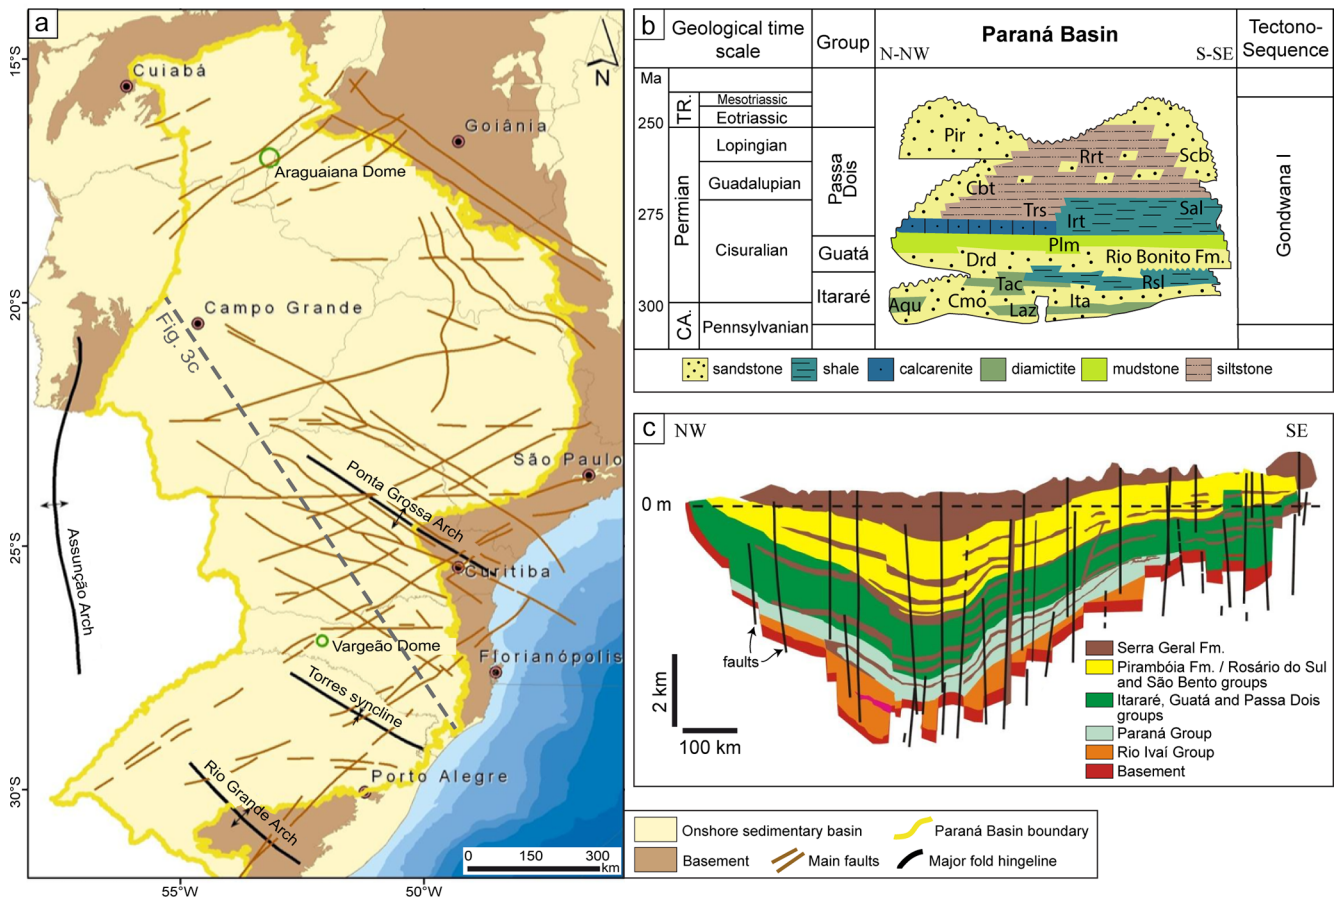 a
15°S
Cuiabá
N
Goiânia
Araguaiana Dome
20°S
Campo Grande
Fig. 3c
São Paulo
Ponta Grossa Arch
25°S
Assunção Arch
Curitiba
Vargeão Dome
Florianópolis
Torres syncline
Porto Alegre
30°S
Rio Grande Arch
0 150 300
km
55°W 50°W
b
Geological time scale
Group
Paraná Basin
N-NW S-SE
Tectono-
Sequence
Ma
TR.
Mesotriassic
Eotriassic
250
Lopingian
Guadalupian
Passa Dois
Permian
275
Cisuralian
Guatá
Itararé
300
CA.
Pennsylvanian
Pir
Rrt
Scb
Cbt
Trs
Irt
Sal
Plm
Drd
Rio Bonito Fm.
Tac
Rsl
Aqu
Cmo
Laz
Ita
Gondwana I
sandstone shale calcarenite diamictite mudstone siltstone
c
NW SE
0 m
faults
2 km
100 km
Serra Geral Fm.
Pirambóia Fm. / Rosário do Sul
and São Bento groups
Itararé, Guatá and Passa Dois
groups
Paraná Group
Rio Ivaí Group
Basement
Onshore sedimentary basin
Paraná Basin boundary
Basement
Main faults
Major fold hingeline